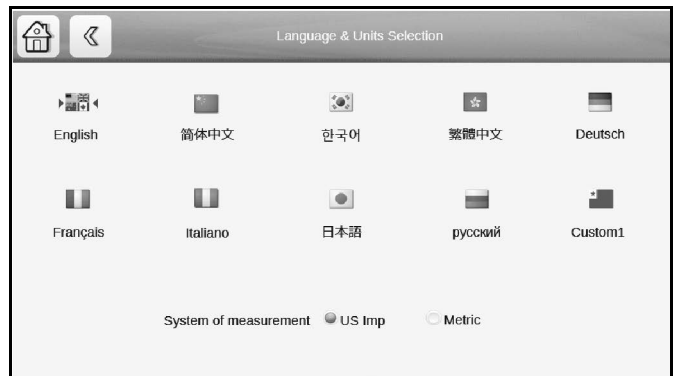 Language & Units Selection
English 简体中文 한국어 繁體中文 Deutsch
Français Italiano 日本語 русский Custom1
System of measurement US Imp Metric